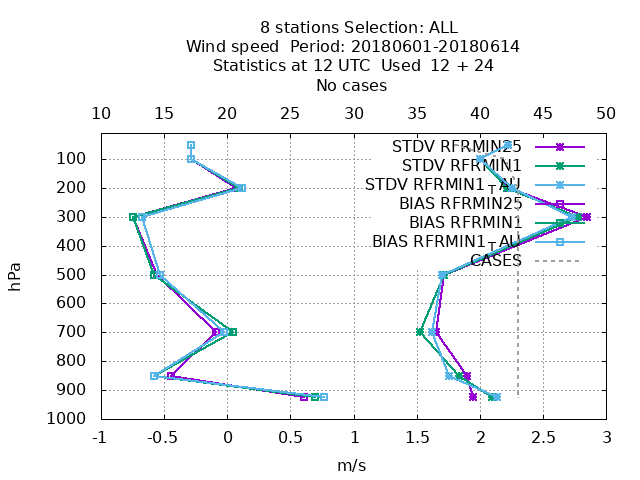 8 stations Selection: ALL
Wind speed  Period: 20180601-20180614
Statistics at 12 UTC  Used  12 + 24
No cases
10 15 20 25 30 35 40 45 50
STDV RFRMIN25
STDV RFRMIN1
STDV RFRMIN1_AU
BIAS RFRMIN25
BIAS RFRMIN1
BIAS RFRMIN1_AU
CASES
hPa
100
200
300
400
500
600
700
800
900
1000
-1 -0.5 0 0.5 1 1.5 2 2.5 3
m/s